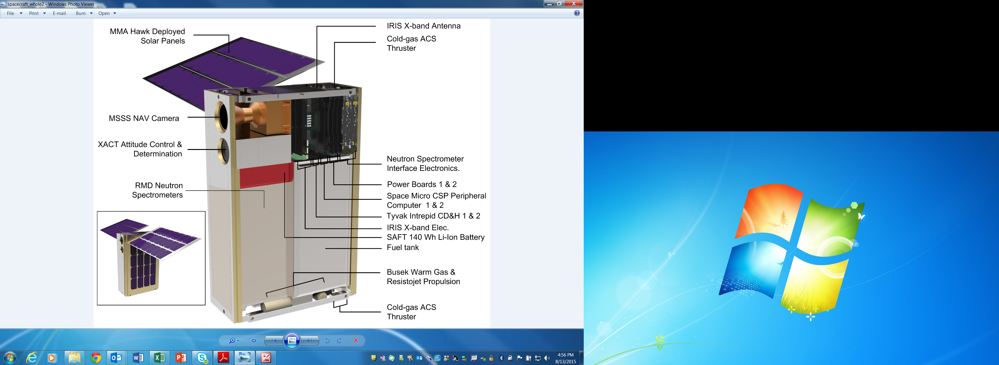 spacecraft_whole2 - Windows Photo Viewer
File Print E-mail Burn Open
MMA Hawk Deployed
Solar Panels
MSSS NAV Camera
XACT Attitude Control &
Determination
RMD Neutron
Spectrometers
IRIS X-band Antenna
Cold-gas ACS
Thruster
Neutron Spectrometer
Interface Electronics.
Power Boards 1 & 2
Space Micro CSP Peripheral
Computer 1 & 2
Tyvak Intrepid CD&H 1 & 2
IRIS X-band Elec.
SAFT 140 Wh Li-Ion Battery
Fuel tank
Busek Warm Gas &
Resistojet Propulsion
Cold-gas ACS
Thruster
4:56 PM
8/13/2015